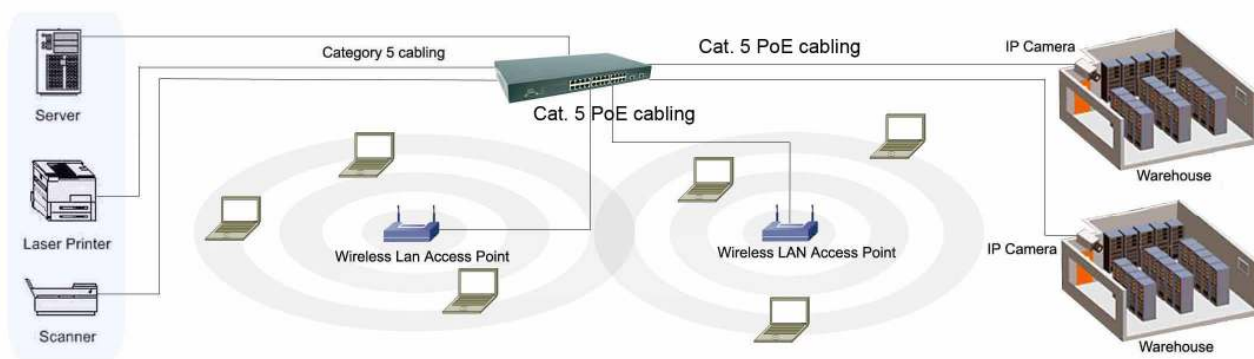 Server
Laser Printer
Scanner
Category 5 cabling
Cat. 5 PoE cabling
Cat. 5 PoE cabling
Wireless Lan Access Point
Wireless LAN Access Point
IP Camera
Warehouse
IP Camera
Warehouse